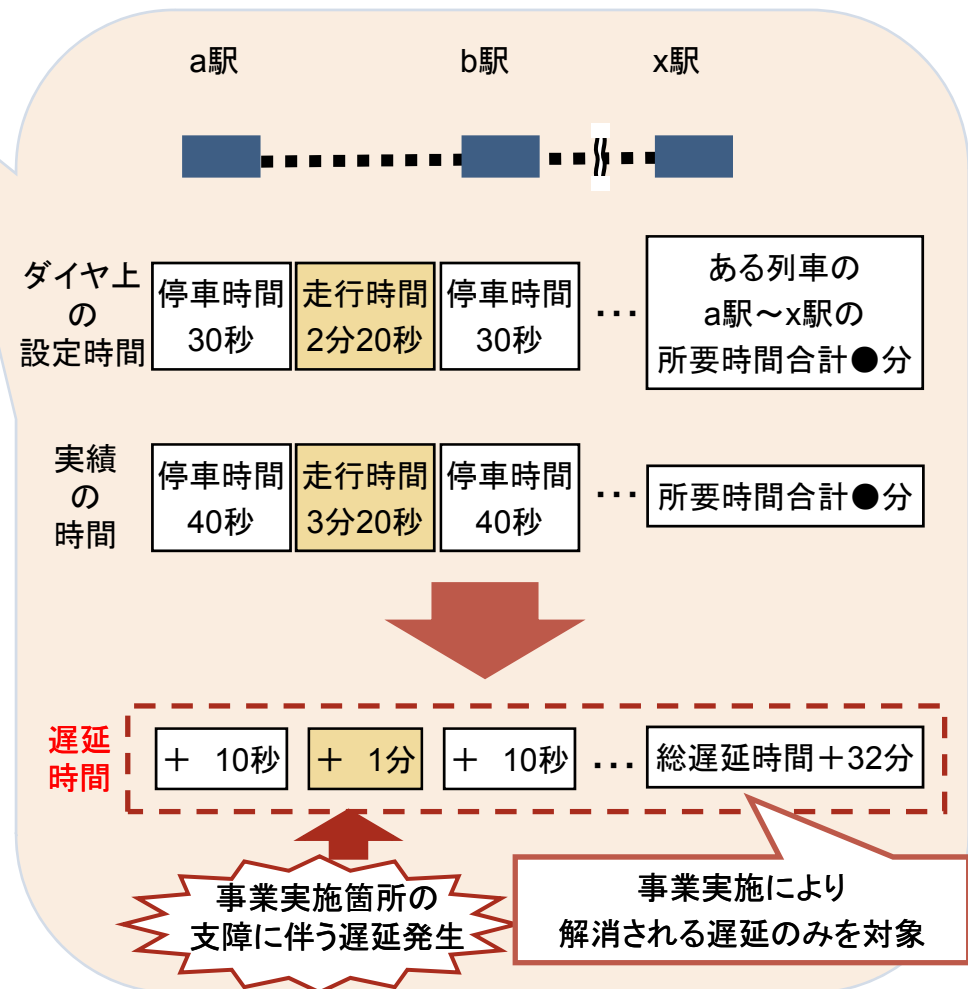 a駅
b駅
x駅
ダイヤ上
の
設定時間
停車時間
30秒
走行時間
2分20秒
停車時間
30秒
…
ある列車の
a駅～x駅の
所要時間合計●分
実績
の
時間
停車時間
40秒
走行時間
3分20秒
停車時間
40秒
…
所要時間合計●分
遅延
時間
＋ 10秒
＋ 1分
＋ 10秒
…
総遅延時間＋32分
事業実施箇所の
支障に伴う遅延発生
事業実施により
解消される遅延のみを対象